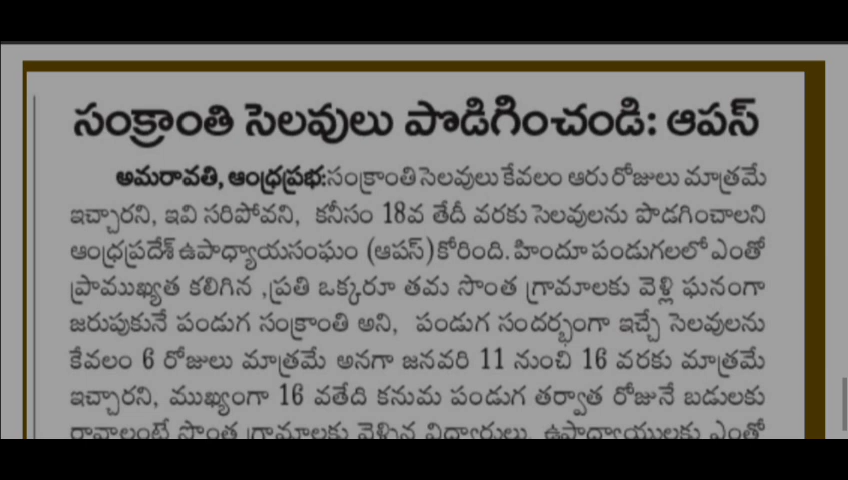 సంక్రాంతి సెలవులు పొడిగించండి: ఆపస్
అమరావతి, ఆంధ్రప్రభ:సంక్రాంతి సెలవులు కేవలం ఆరు రోజులు మాత్రమే
ఇచ్చారని, ఇవి సరిపోవని, కనీసం 18వ తేదీ వరకు సెలవులను పొడగించాలని
ఆంధ్రప్రదేశ్ ఉపాధ్యాయసంఘం (ఆపస్) కోరింది. హిందూ పండుగలలో ఎంతో
ప్రాముఖ్యత కలిగిన ,ప్రతి ఒక్కరూ తమ సొంత గ్రామాలకు వెళ్లి ఘనంగా
జరుపుకునే పండుగ సంక్రాంతి అని, పండుగ సందర్భంగా ఇచ్చే సెలవులను
కేవలం 6 రోజులు మాత్రమే అనగా జనవరి 11 నుంచి 16 వరకు మాత్రమే
ఇచ్చారని, ముఖ్యంగా 16 వతేది కనుమ పండుగ తర్వాత రోజునే బడులకు
రావాలంటే సొంత గ్రామాలకు వెళ్ళిన విద్యార్థులు, ఉపాధ్యాయులకు ఎంతో